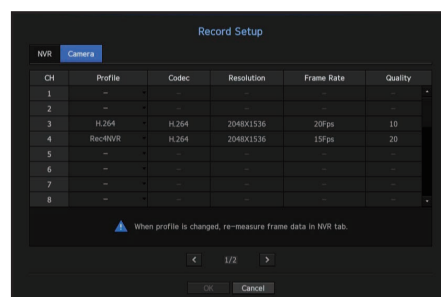 Record Setup
NVR Camera
CH Profile Codec Resolution Frame Rate Quality
1 - - - - -
2 - - - - -
3 H.264 H.264 2048X1536 20Fps 10
4 Rec4NVR H.264 2048X1536 15Fps 20
5 - - - - -
6 - - - - -
7 - - - - -
8 - - - - -
When profile is changed, re-measure frame data in NVR tab.
< 1/2 >
OK Cancel